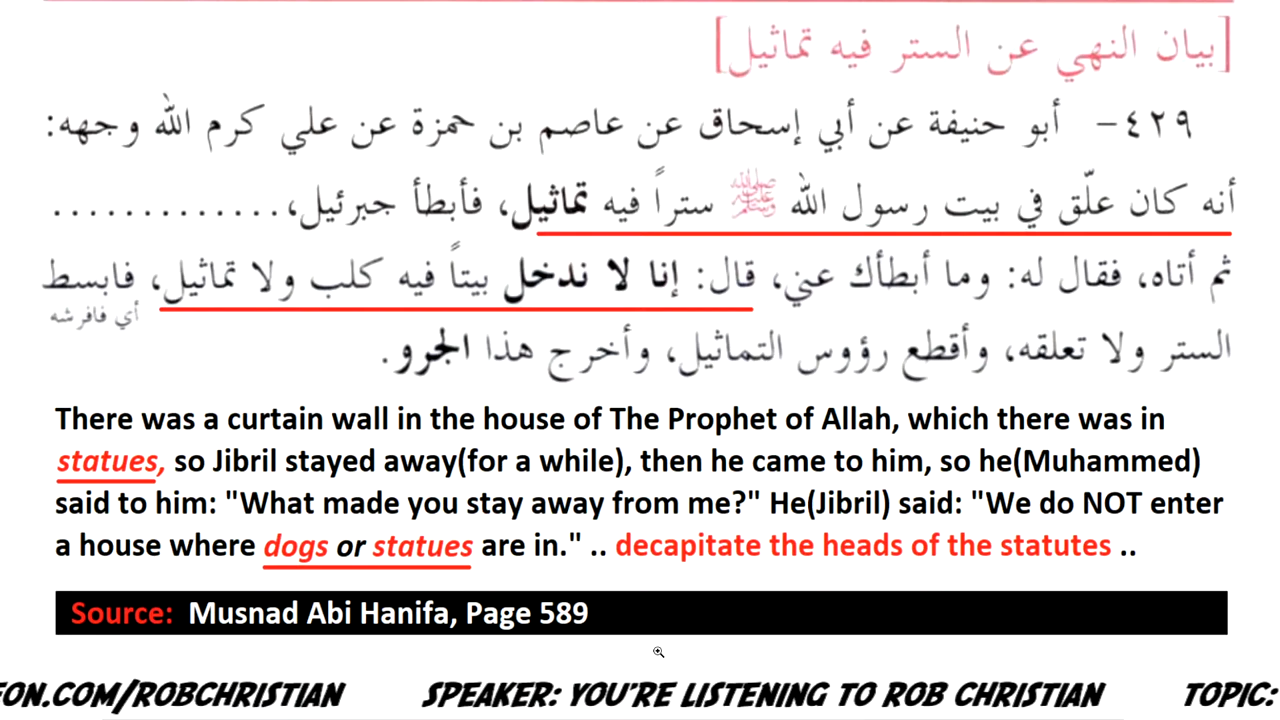 [بيان النهي عن الستر فيه تماثيل]
٤٢٩- أبو حنيفة عن أبي إسحاق عن عاصم بن حمزة عن علي كرم الله وجهه:
أنه كان علّق في بيت رسول الله ﷺ ستراً فيه تماثيل، فأبطأ جبرئيل، ..............
ثم أتاه، فقال له: وما أبطأك عني، قال: إنا لا ندخل بيتاً فيه كلب ولا تماثيل، فابسط
أي فافرشه
الستر ولا تعلقه، وأقطع رؤوس التماثيل، وأخرج هذا الجرو.
There was a curtain wall in the house of The Prophet of Allah, which there was in
statues, so Jibril stayed away(for a while), then he came to him, so he(Muhammed)
said to him: "What made you stay away from me?" He(Jibril) said: "We do NOT enter
a house where dogs or statues are in." .. decapitate the heads of the statutes ..
Source: Musnad Abi Hanifa, Page 589
EON.COM/ROBCHRISTIAN SPEAKER: YOU'RE LISTENING TO ROB CHRISTIAN TOPIC: